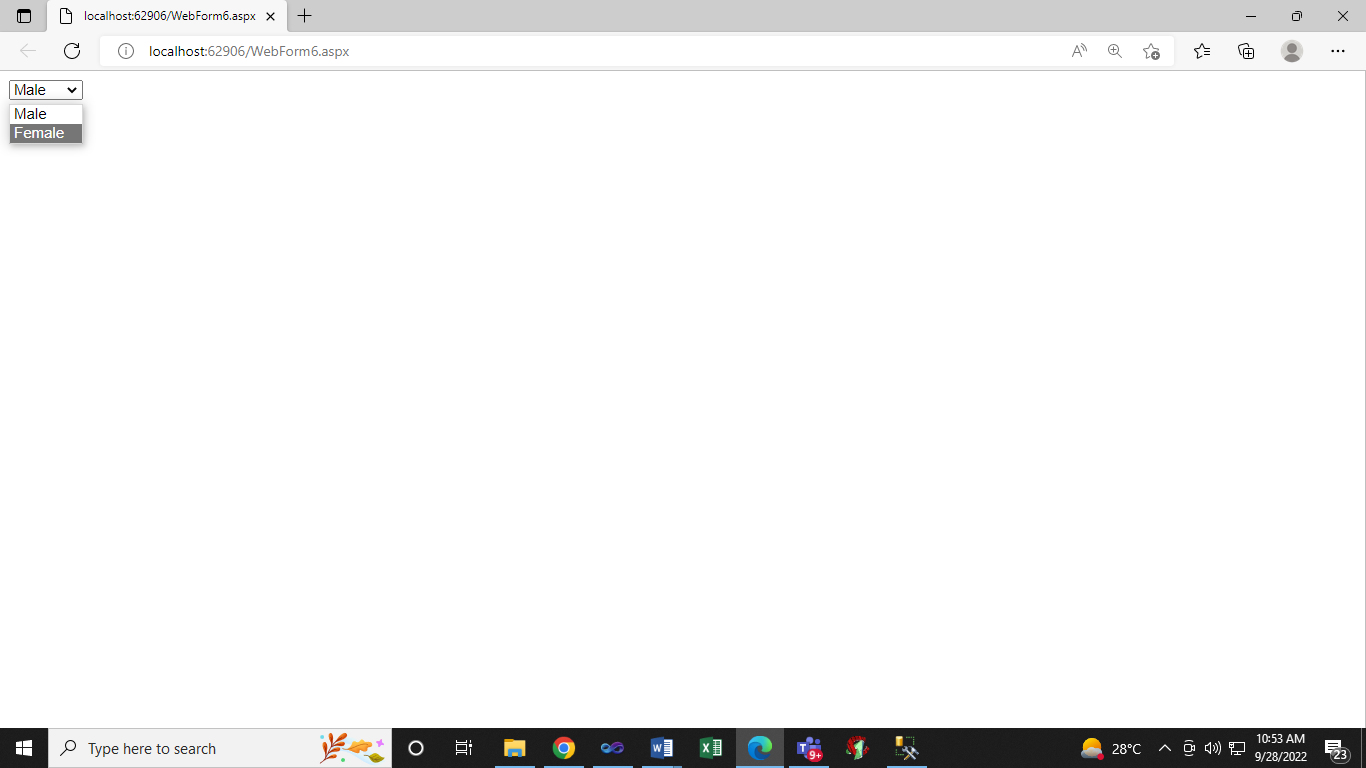 localhost:62906/WebForm6.aspx
localhost:62906/WebForm6.aspx
Male
Male
Female
Type here to search
9+
28°C
10:53 AM
9/28/2022
23